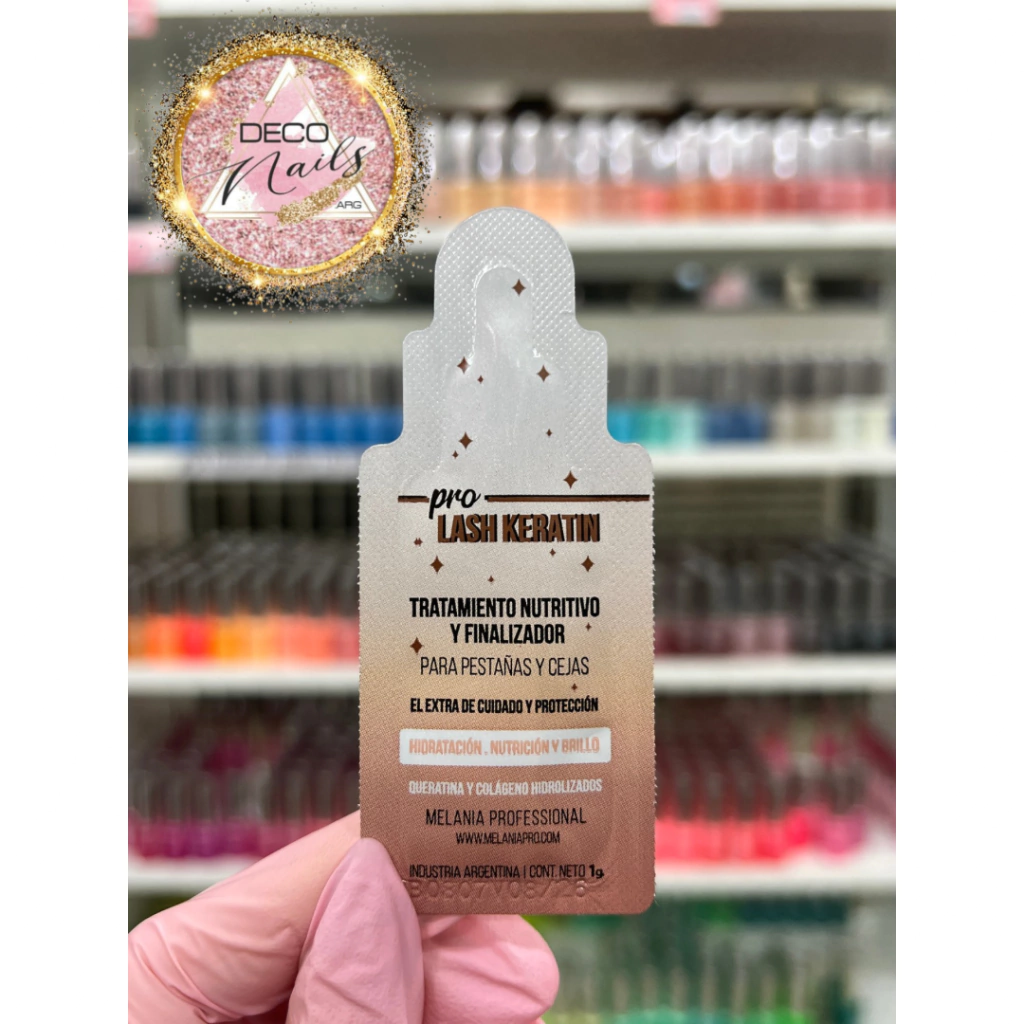 DECO
Nails
ARG
pro
LASH KERATIN
TRATAMIENTO NUTRITIVO
Y FINALIZADOR
PARA PESTAÑAS Y CEJAS
EL EXTRA DE CUIDADO Y PROTECCIÓN
HIDRATACIÓN . NUTRICIÓN Y BRILLO
QUERATINA Y COLÁGENO HIDROLIZADOS
MELANIA PROFESSIONAL
WWW.MELANIAPRO.COM
INDUSTRIA ARGENTINA | CONT. NETO 1g.